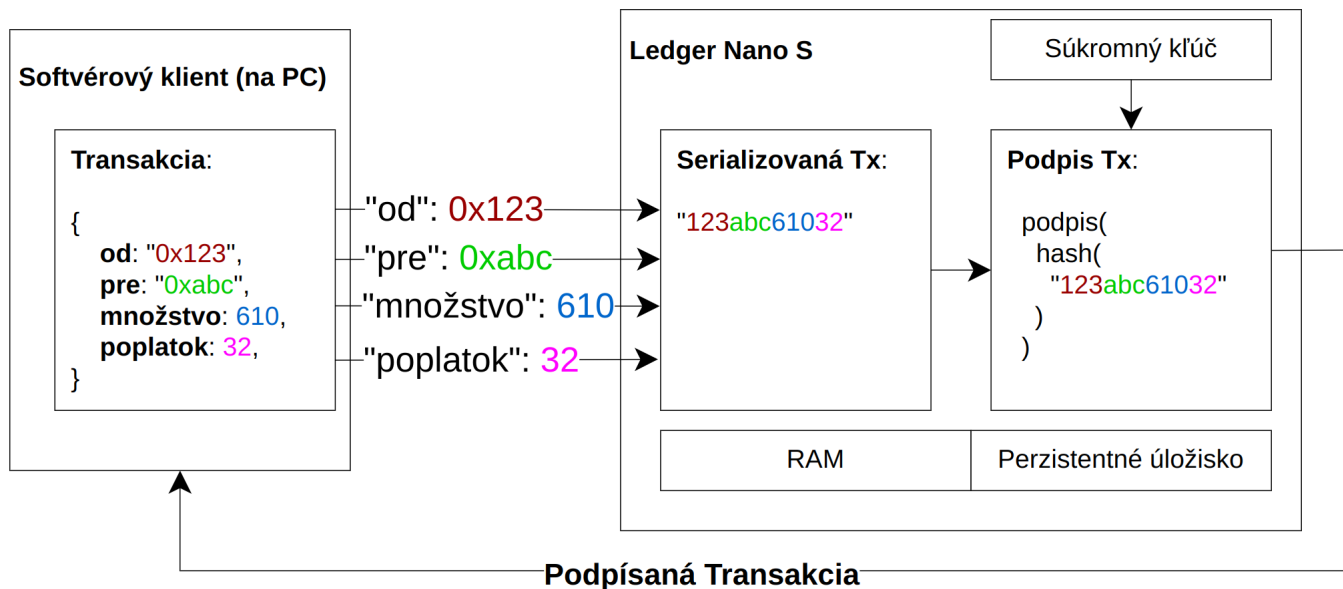 Softvérový klient (na PC)
Transakcia:
{
od: "0x123",
pre: "0xabc",
množstvo: 610,
poplatok: 32,
}
"od": 0x123
"pre": 0xabc
"množstvo": 610
"poplatok": 32
Ledger Nano S
Súkromný kľúč
Serializovaná Tx:
"123abc61032"
Podpis Tx:
podpis(
hash(
"123abc61032"
)
)
RAM
Perzistentné úložisko
Podpísaná Transakcia